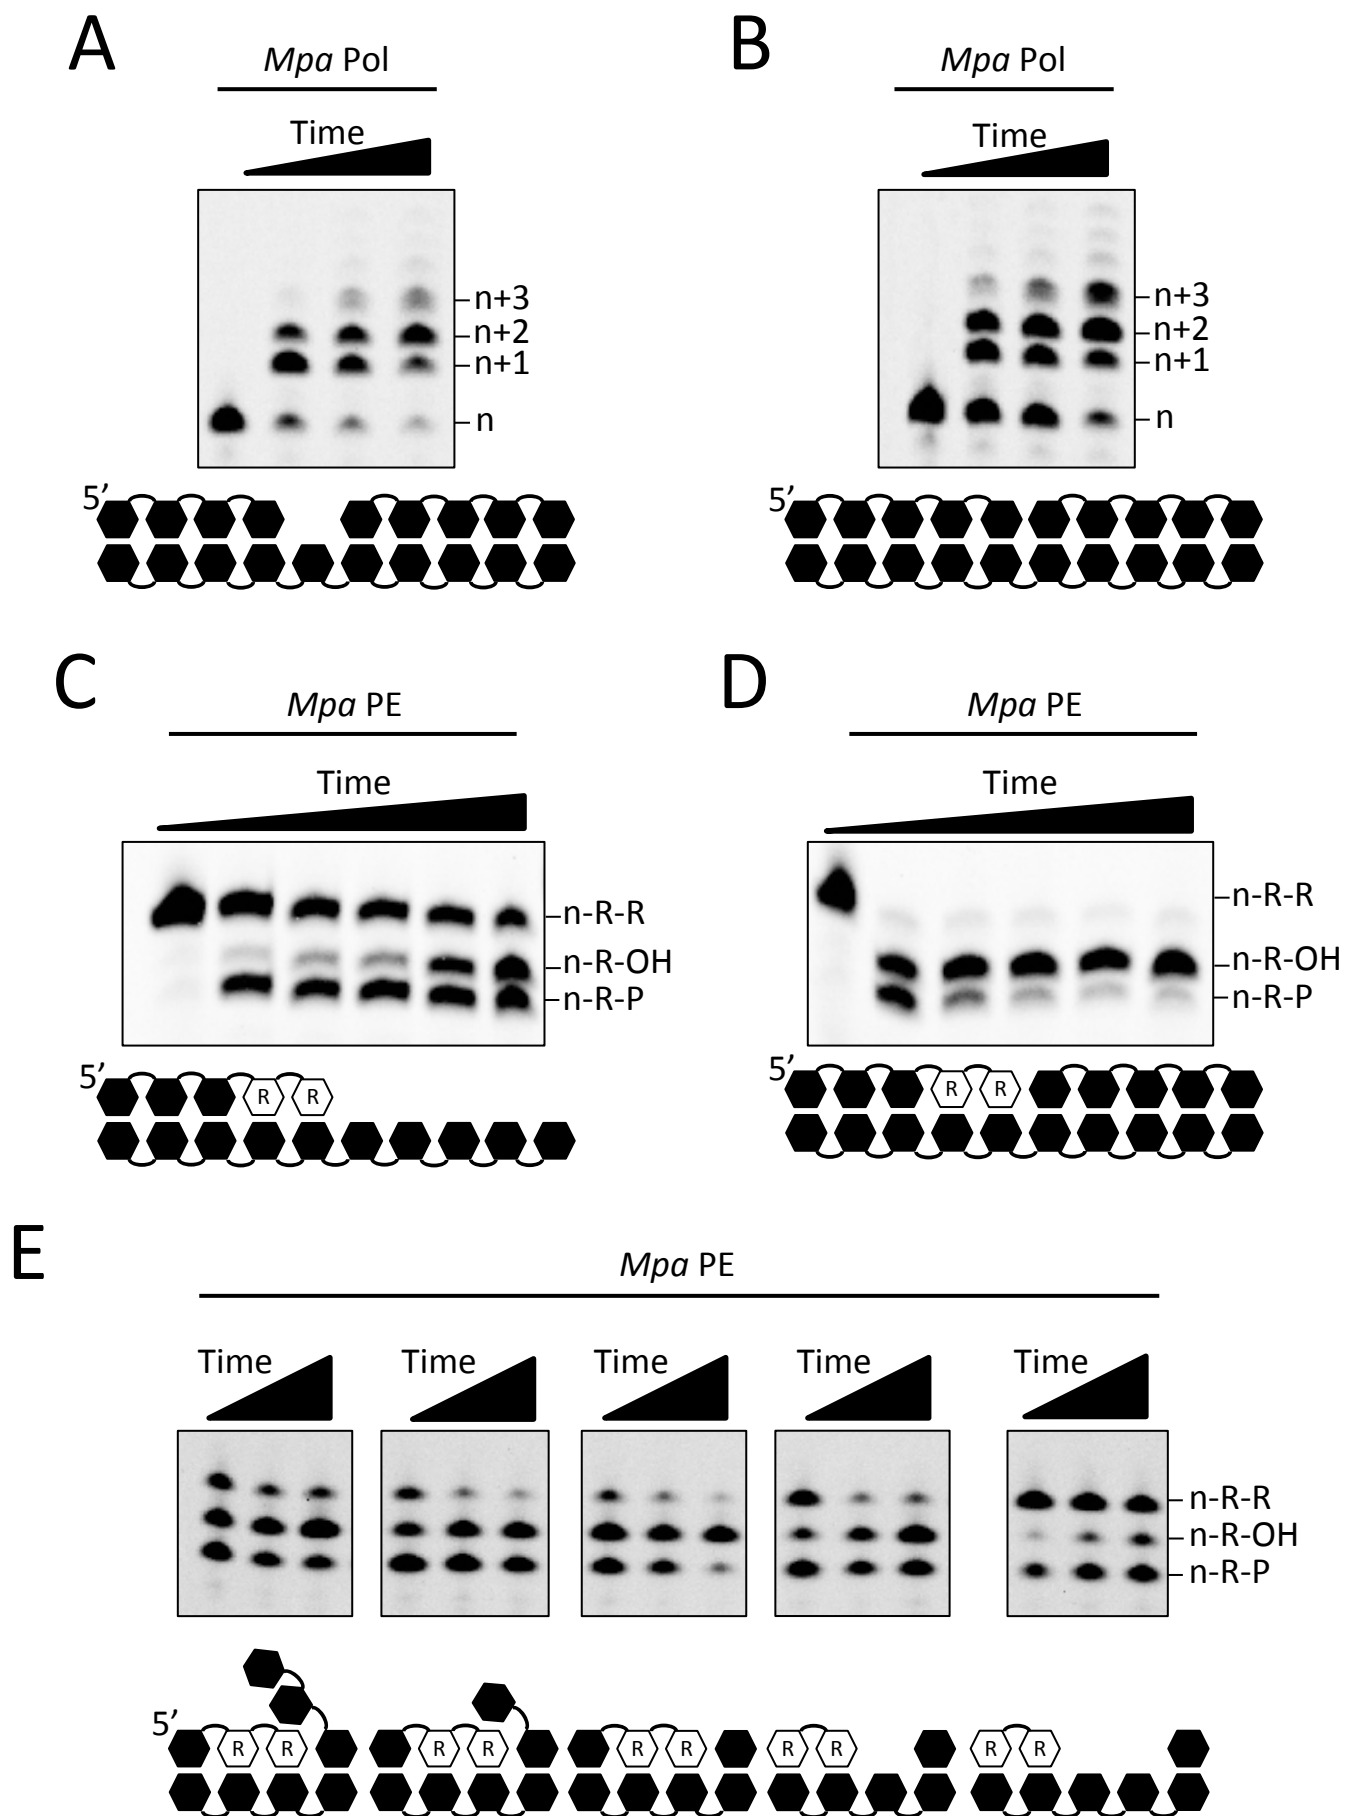 A
Mpa Pol
Time
n+3
n+2
n+1
n
5’
B
Mpa Pol
Time
n+3
n+2
n+1
n
5’
C
Mpa PE
Time
n-R-R
n-R-OH
n-R-P
5’
R R
D
Mpa PE
Time
n-R-R
n-R-OH
n-R-P
5’
R R
E
Mpa PE
Time Time Time Time Time
n-R-R
n-R-OH
n-R-P
5’
R R R R R R R R R R